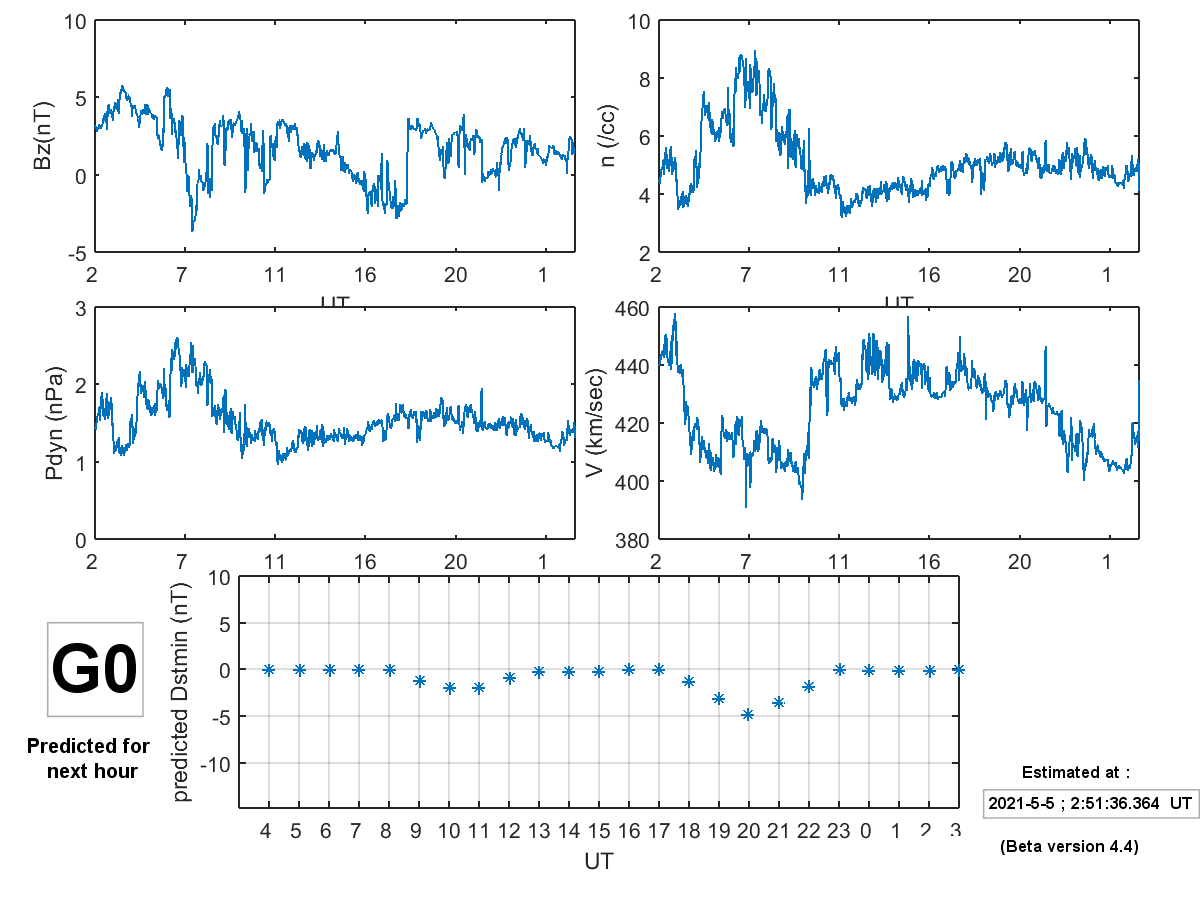 10
5
0
-5
Bz(nT)
2 7 11 16 20 1
UT
10
8
6
4
2
n (/cc)
2 7 11 16 20 1
UT
3
2
1
0
Pdyn (nPa)
2 7 11 16 20 1
460
440
420
400
380
V (km/sec)
2 7 11 16 20 1
10
5
0
-5
-10
predicted Dstmin (nT)
4 5 6 7 8 9 10 11 12 13 14 15 16 17 18 19 20 21 22 23 0 1 2 3
UT
G0
Predicted for
next hour
Estimated at :
2021-5-5 ; 2:51:36.364 UT
(Beta version 4.4)